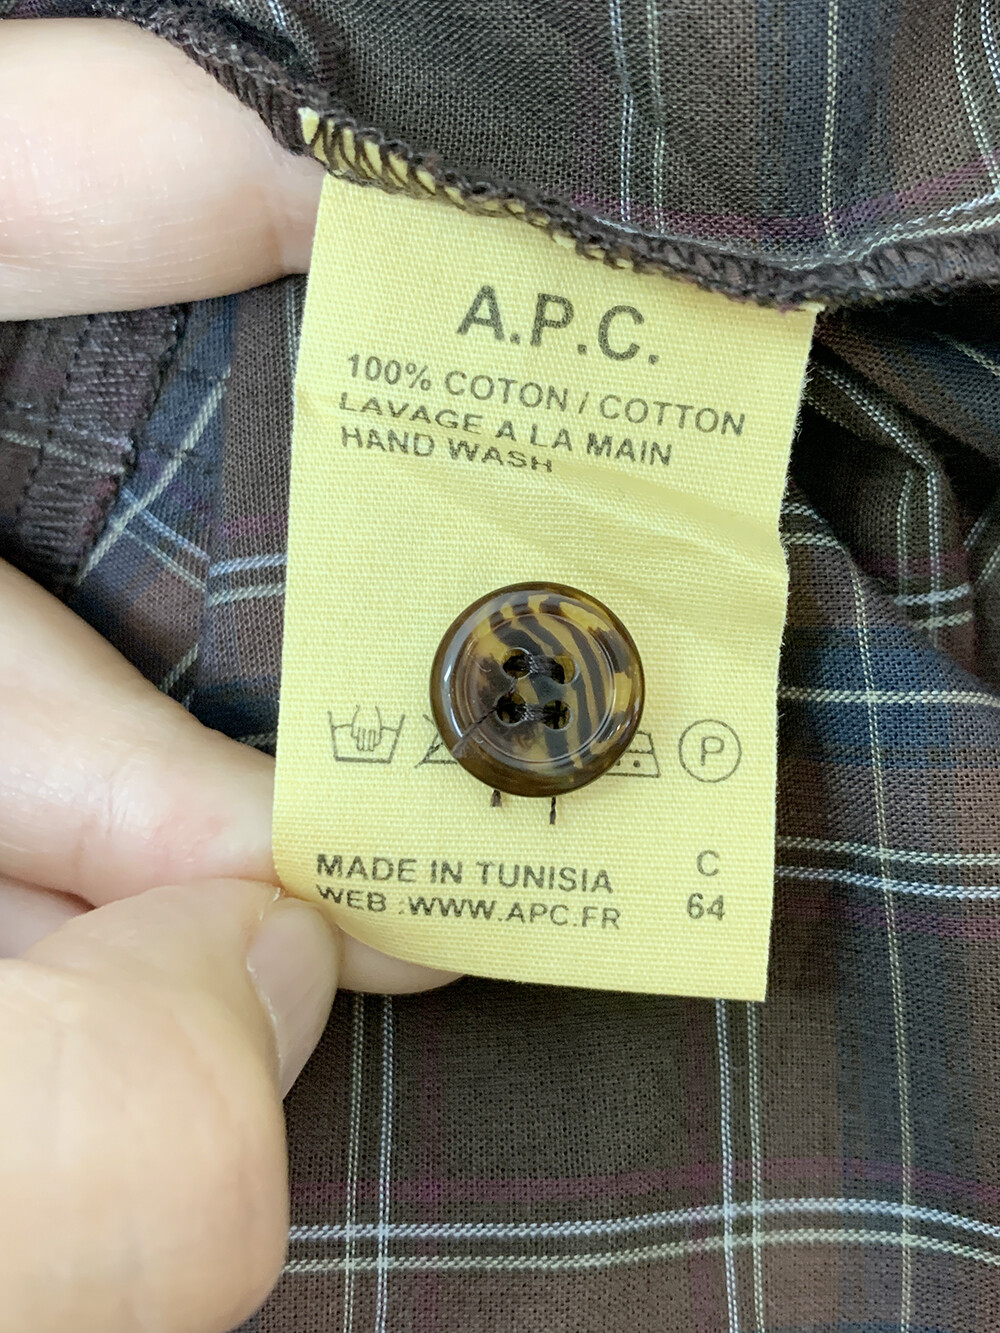 A.P.C.
100% COTON / COTTON
LAVAGE A LA MAIN
HAND WASH
P
MADE IN TUNISIA
WEB :WWW.APC.FR
C
64